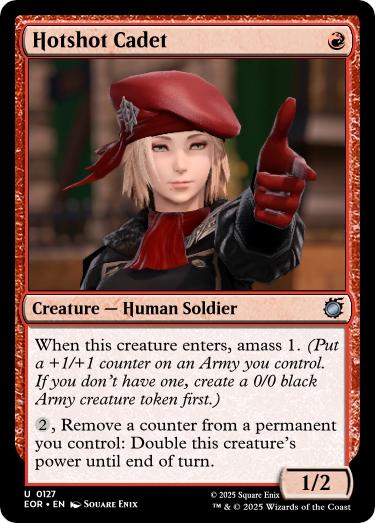 Hotshot Cadet
Creature — Human Soldier
When this creature enters, amass 1. (Put
a +1/+1 counter on an Army you control.
If you don't have one, create a 0/0 black
Army creature token first.)
2, Remove a counter from a permanent
you control: Double this creature's
power until end of turn.
1/2
U 0127
EOR • EN SQUARE ENIX
© 2025 Square Enix
™ & © 2025 Wizards of the Coast